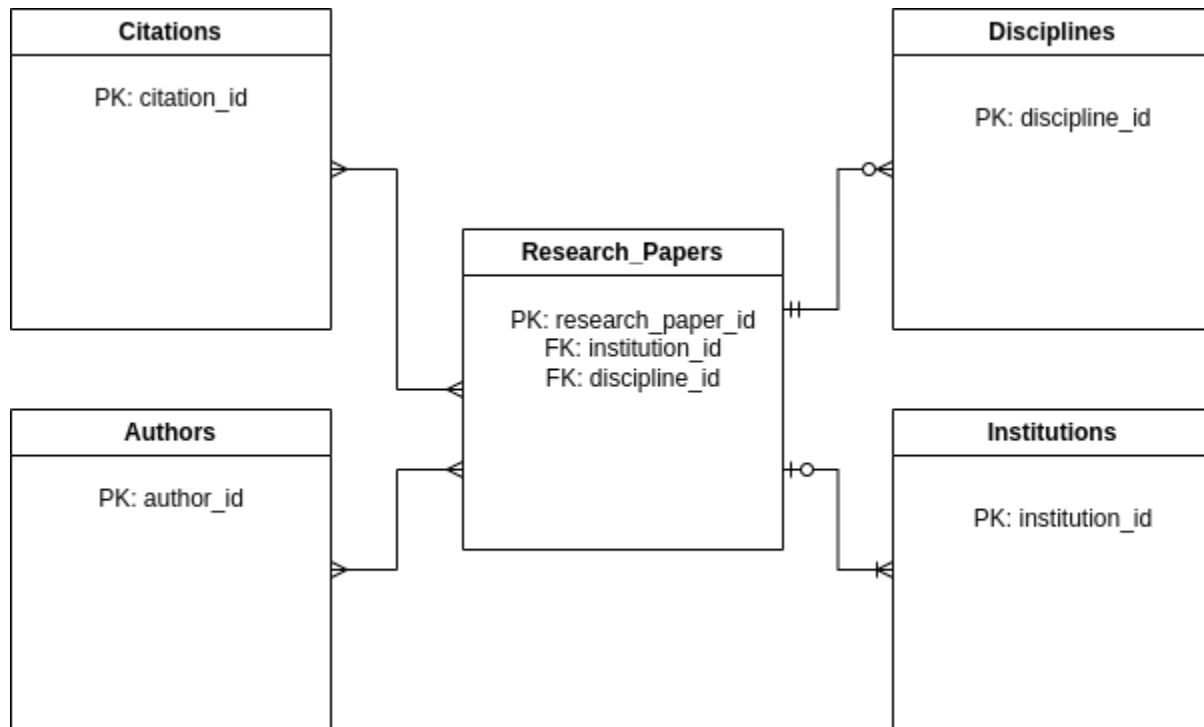 Citations
PK: citation_id
Disciplines
PK: discipline_id
Research_Papers
PK: research_paper_id
FK: institution_id
FK: discipline_id
Authors
PK: author_id
Institutions
PK: institution_id